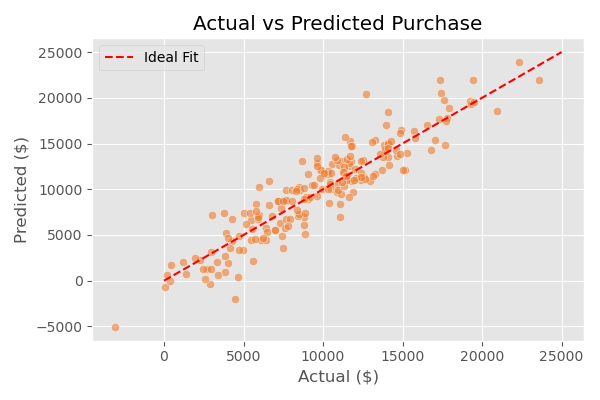 Actual vs Predicted Purchase
Ideal Fit
25000
20000
15000
10000
5000
0
−5000
Predicted ($)
0 5000 10000 15000 20000 25000
Actual ($)